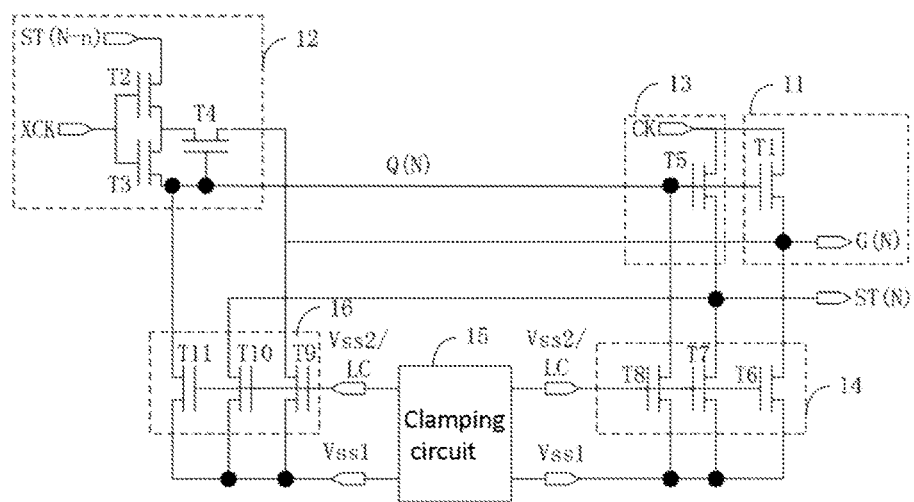 ST(N-n)
12
T2
T4
XCK
T3
Q(N)
13
11
CK
T5
T1
G(N)
ST(N)
16
Vss2/
LC
15
Vss2/
LC
T11
T10
T9
Clamping
circuit
T8
T7
T6
14
Vss1
Vss1